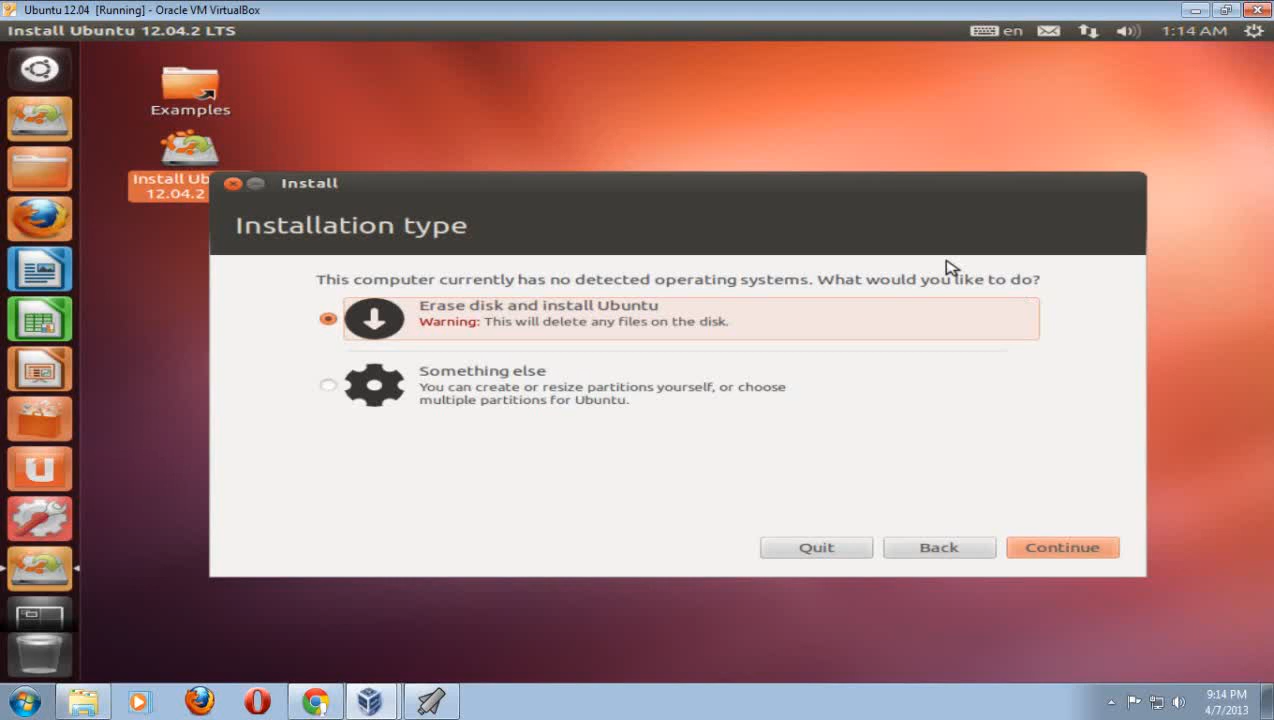 Ubuntu 12.04 [Running] - Oracle VM VirtualBox
Install Ubuntu 12.04.2 LTS
en
1:14 AM
Examples
Install Ub
12.04.2
Install
Installation type
This computer currently has no detected operating systems. What would you like to do?
Erase disk and install Ubuntu
Warning: This will delete any files on the disk.
Something else
You can create or resize partitions yourself, or choose
multiple partitions for Ubuntu.
Quit
Back
Continue
9:14 PM
4/7/2013